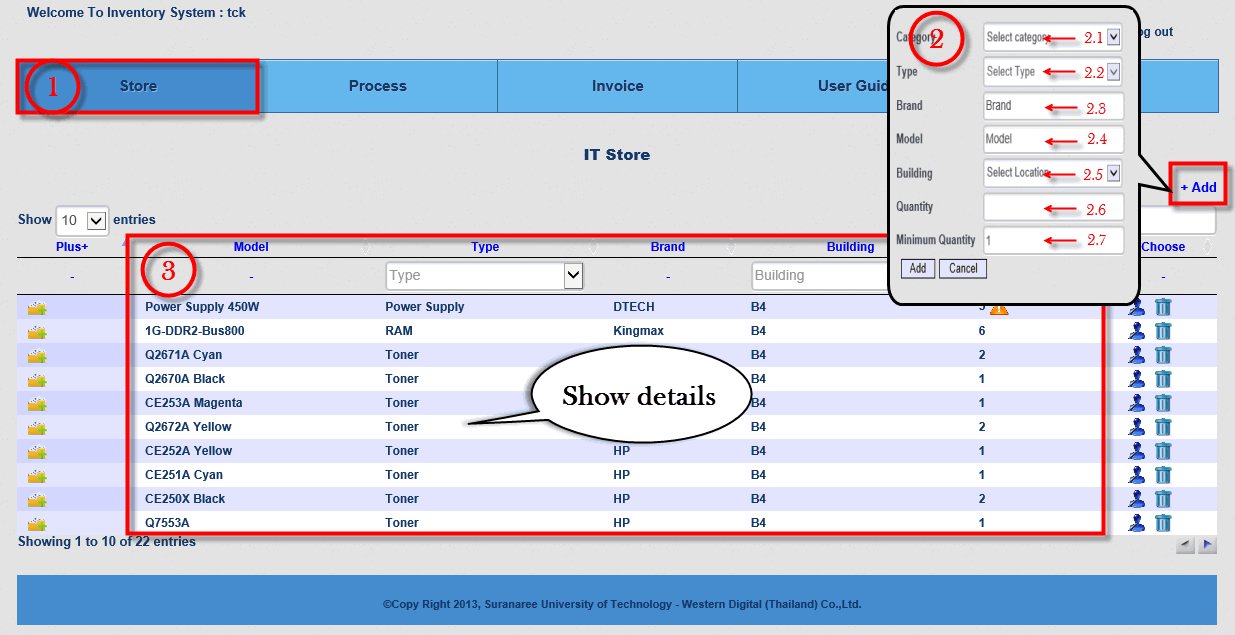 Welcome To Inventory System : tck
og out
1
Store
Process
Invoice
User Guid
2
Category
Select category
2.1
Type
Select Type
2.2
Brand
Brand
2.3
Model
Model
2.4
Building
Select Location
2.5
Quantity
2.6
Minimum Quantity
1
2.7
Add
Cancel
IT Store
+ Add
Show 10 entries
Plus+ Model Type Brand Building Choose
3
- - Type - Building -
Power Supply 450W Power Supply DTECH B4
1G-DDR2-Bus800 RAM Kingmax B4 6
Q2671A Cyan Toner B4 2
Q2670A Black Toner B4 1
CE253A Magenta Toner B4 1
Q2672A Yellow Toner B4 2
CE252A Yellow Toner HP B4 1
CE251A Cyan Toner HP B4 1
CE250X Black Toner HP B4 2
Q7553A Toner HP B4 1
Show details
Showing 1 to 10 of 22 entries
©Copy Right 2013, Suranaree University of Technology - Western Digital (Thailand) Co.,Ltd.